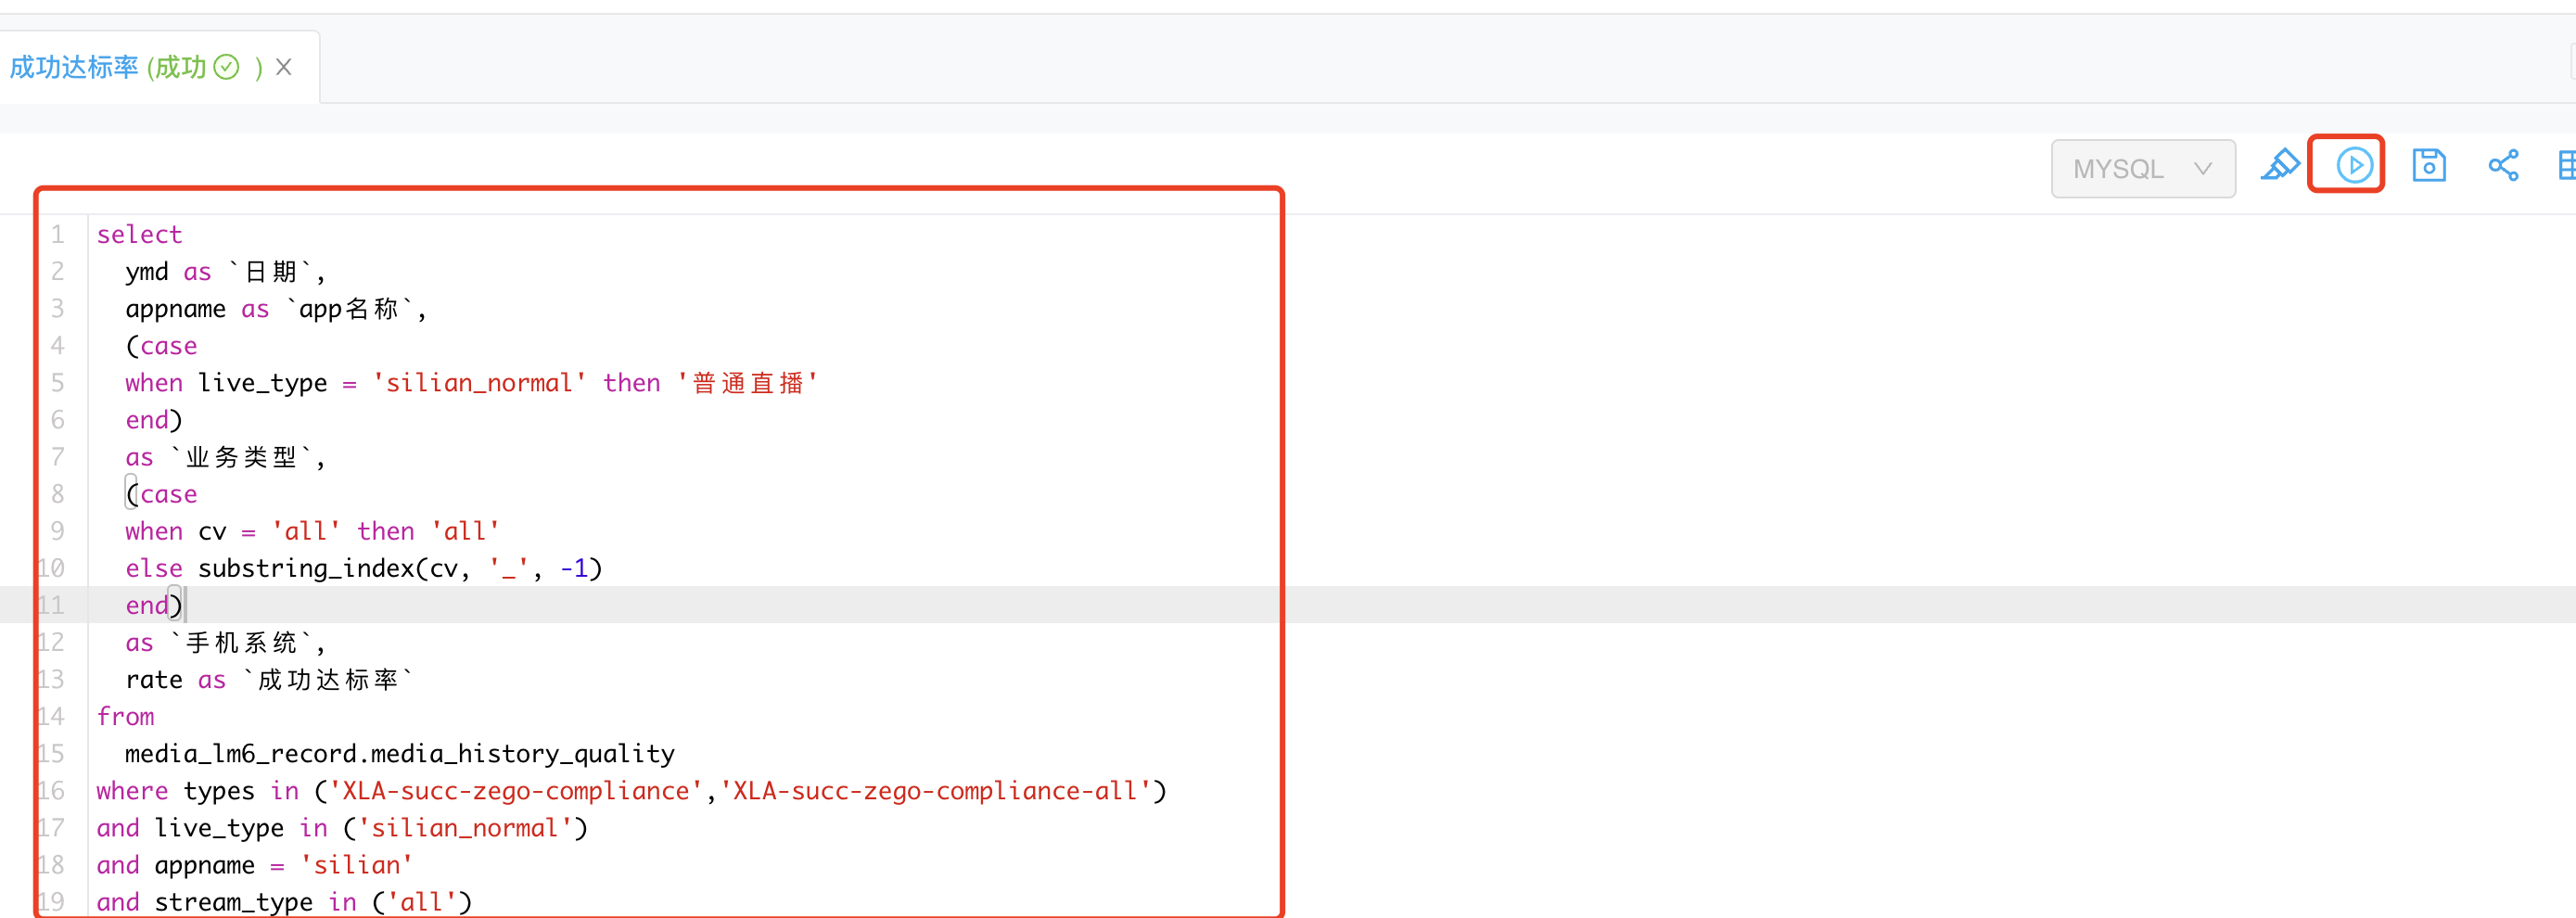 成功达标率 (成功 )
MYSQL
1 select
2 ymd as `日期`,
3 appname as `app名称`,
4 (case
5 when live_type = 'silian_normal' then '普通直播'
6 end)
7 as `业务类型`,
8 (case
9 when cv = 'all' then 'all'
10 else substring_index(cv, '_', -1)
11 end)
12 as `手机系统`,
13 rate as `成功达标率`
14 from
15 media_lm6_record.media_history_quality
16 where types in ('XLA-succ-zego-compliance','XLA-succ-zego-compliance-all')
17 and live_type in ('silian_normal')
18 and appname = 'silian'
19 and stream_type in ('all')